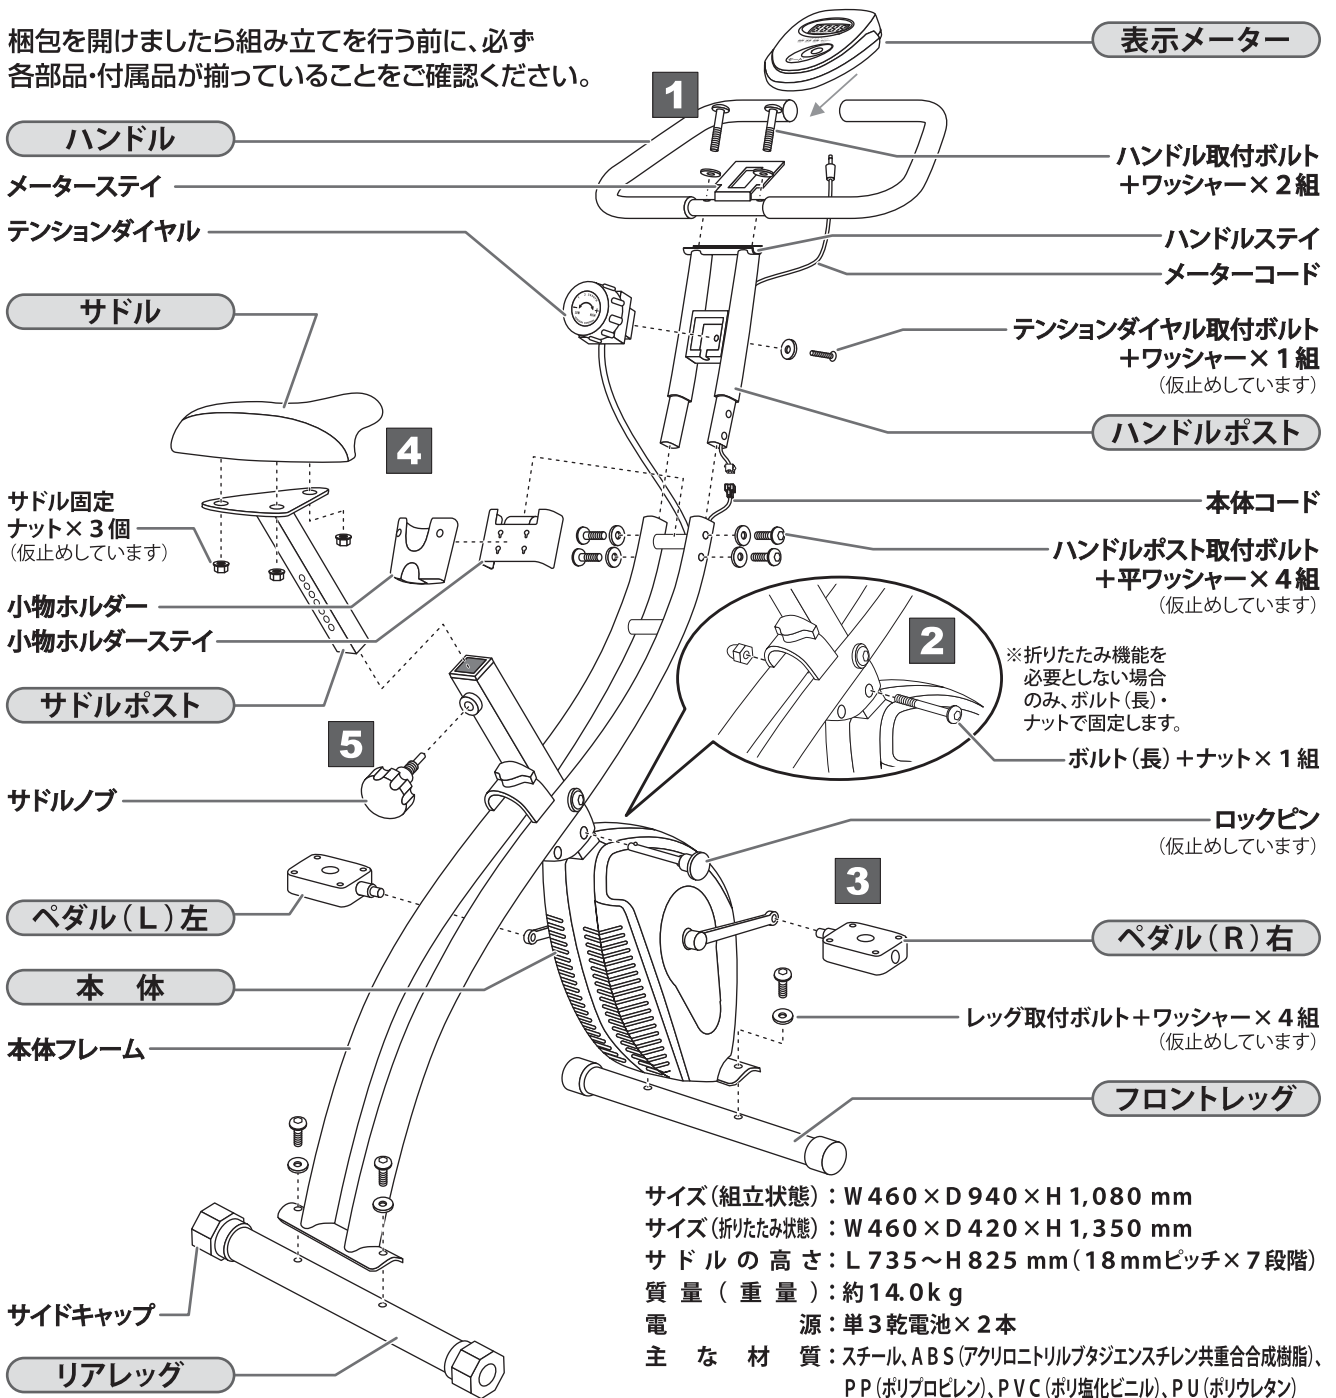 梱包を開けましたら組み立てを行う前に、必ず
各部品・付属品が揃っていることをご確認ください。
表示メーター
1
ハンドル
メーターステイ
テンションダイヤル
サドル
ハンドル取付ボルト
＋ワッシャー×２組
ハンドルステイ
メーターコード
テンションダイヤル取付ボルト
＋ワッシャー×１組
（仮止めしています）
ハンドルポスト
4
サドル固定
ナット×３個
（仮止めしています）
本体コード
ハンドルポスト取付ボルト
＋平ワッシャー×４組
（仮止めしています）
小物ホルダー
小物ホルダーステイ
サドルポスト
2
※折りたたみ機能を
必要としない場合
のみ、ボルト（長）・
ナットで固定します。
ボルト（長）＋ナット×１組
5
サドルノブ
ロックピン
（仮止めしています）
3
ペダル（Ｌ）左
ペダル（Ｒ）右
本　体
本体フレーム
レッグ取付ボルト＋ワッシャー×４組
（仮止めしています）
フロントレッグ
サイドキャップ
リアレッグ
サイズ（組立状態）：Ｗ460×Ｄ940×Ｈ1,080 mm
サイズ（折りたたみ状態）：Ｗ460×Ｄ420×Ｈ1,350 mm
サドルの高さ：Ｌ735〜Ｈ825 mm（18mmピッチ×７段階）
質量（重量）：約14.0kg
電源：単３乾電池×２本
主な材質：スチール、ＡＢＳ（アクリロニトリルブタジエンスチレン共重合合成樹脂）、
ＰＰ（ポリプロピレン）、ＰＶＣ（ポリ塩化ビニル）、ＰＵ（ポリウレタン）